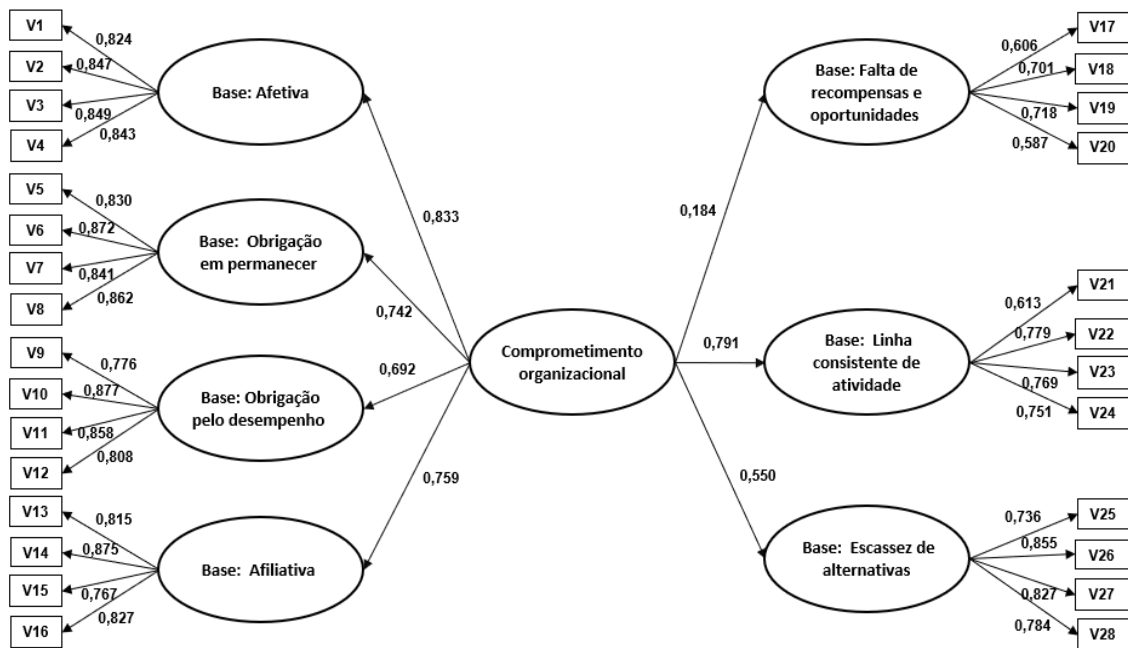 V1
0,824
V2
0,847
V3
0,849
V4
0,843
Base: Afetiva
V5
0,830
V6
0,872
V7
0,841
V8
0,862
Base: Obrigação
em permanecer
V9
0,776
V10
0,877
V11
0,858
V12
0,808
Base: Obrigação
pelo desempenho
V13
0,815
V14
0,875
V15
0,767
V16
0,827
Base: Afiliativa
0,833
0,742
0,692
0,759
Comprometimento
organizacional
0,184
0,791
0,550
Base: Falta de
recompensas e
oportunidades
0,606
V17
0,701
V18
0,718
V19
0,587
V20
Base: Linha
consistente de
atividade
0,613
V21
0,779
V22
0,769
V23
0,751
V24
Base: Escassez de
alternativas
0,736
V25
0,855
V26
0,827
V27
0,784
V28